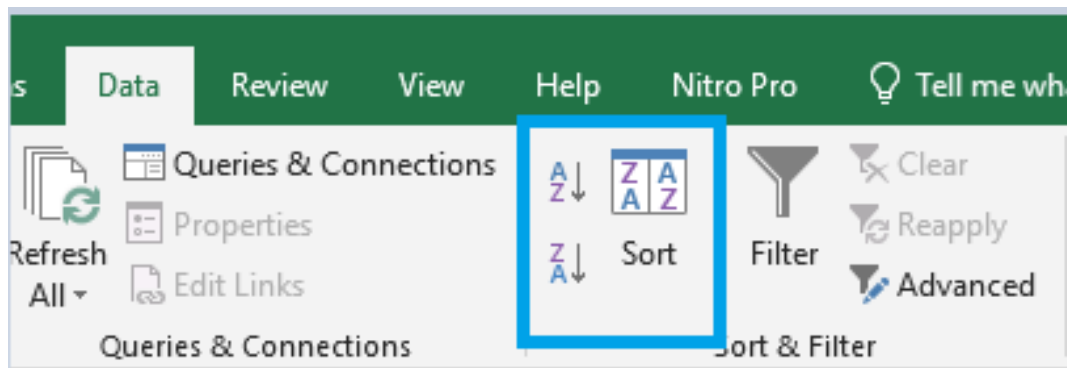 s Data Review View Help Nitro Pro Tell me wh
Queries & Connections
Properties
Edit Links
Refresh
All
A
Z
Z
A
Z A
A Z
Sort
Filter
Clear
Reapply
Advanced
Queries & Connections
Sort & Filter